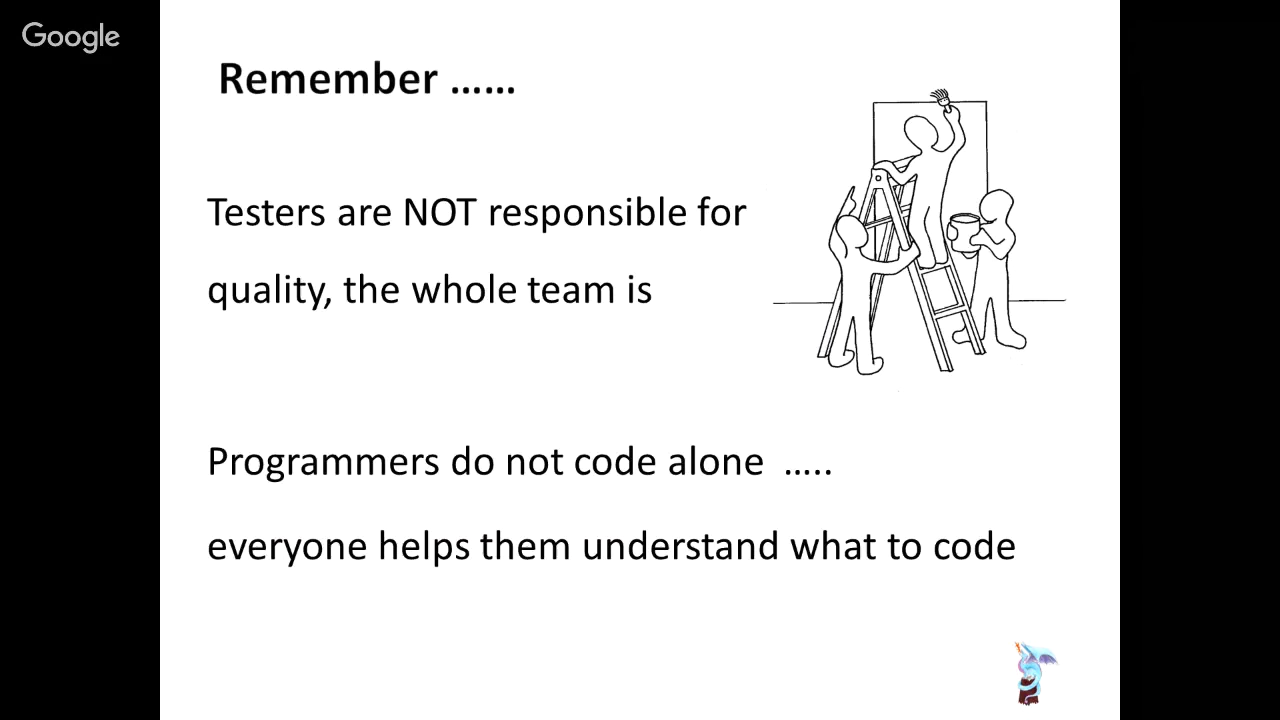 Google
Remember ......
Testers are NOT responsible for
quality, the whole team is
Programmers do not code alone .....
everyone helps them understand what to code